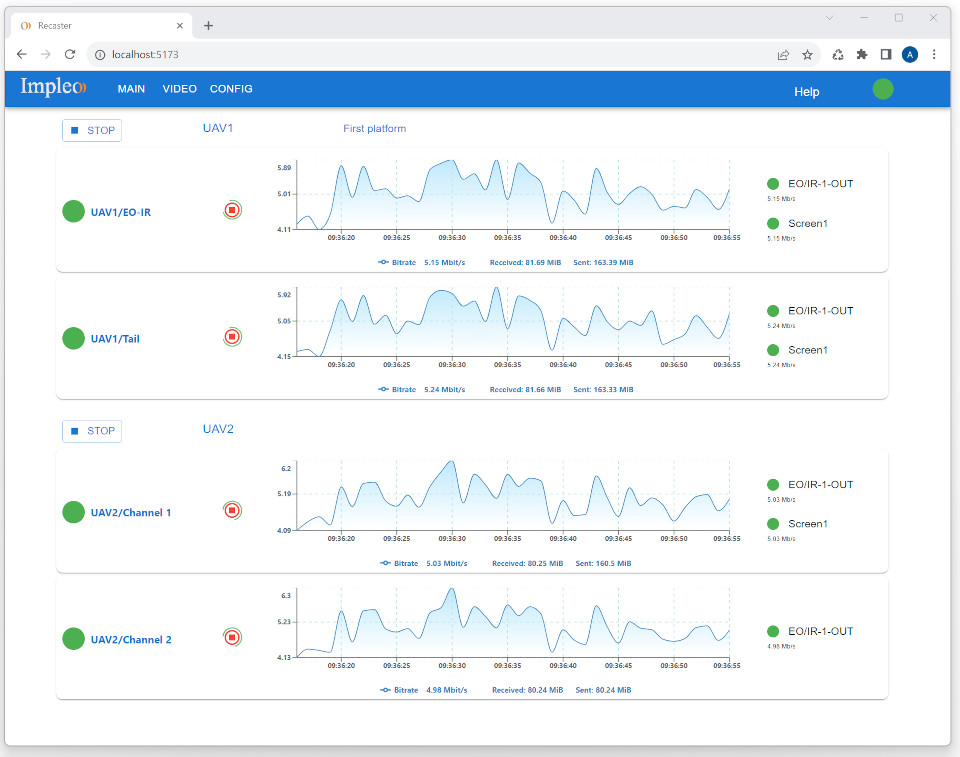 Recaster
localhost:5173
A
Impleo
MAIN VIDEO CONFIG
Help
STOP UAV1 First platform
UAV1/EO-IR
5.89
5.01
4.11
09:36:20 09:36:25 09:36:30 09:36:35 09:36:40 09:36:45 09:36:50 09:36:55
Bitrate 5.15 Mbit/s Received: 81.69 MiB Sent: 163.39 MiB
EO/IR-1-OUT
5.15 Mb/s
Screen1
5.15 Mb/s
UAV1/Tail
5.92
5.05
4.15
09:36:20 09:36:25 09:36:30 09:36:35 09:36:40 09:36:45 09:36:50 09:36:55
Bitrate 5.24 Mbit/s Received: 81.66 MiB Sent: 163.33 MiB
EO/IR-1-OUT
5.24 Mb/s
Screen1
5.24 Mb/s
STOP UAV2
UAV2/Channel 1
6.2
5.19
4.09
09:36:20 09:36:25 09:36:30 09:36:35 09:36:40 09:36:45 09:36:50 09:36:55
Bitrate 5.03 Mbit/s Received: 80.25 MiB Sent: 160.5 MiB
EO/IR-1-OUT
5.03 Mb/s
Screen1
5.03 Mb/s
UAV2/Channel 2
6.3
5.23
4.13
09:36:20 09:36:25 09:36:30 09:36:35 09:36:40 09:36:45 09:36:50 09:36:55
Bitrate 4.98 Mbit/s Received: 80.24 MiB Sent: 80.24 MiB
EO/IR-1-OUT
4.98 Mb/s